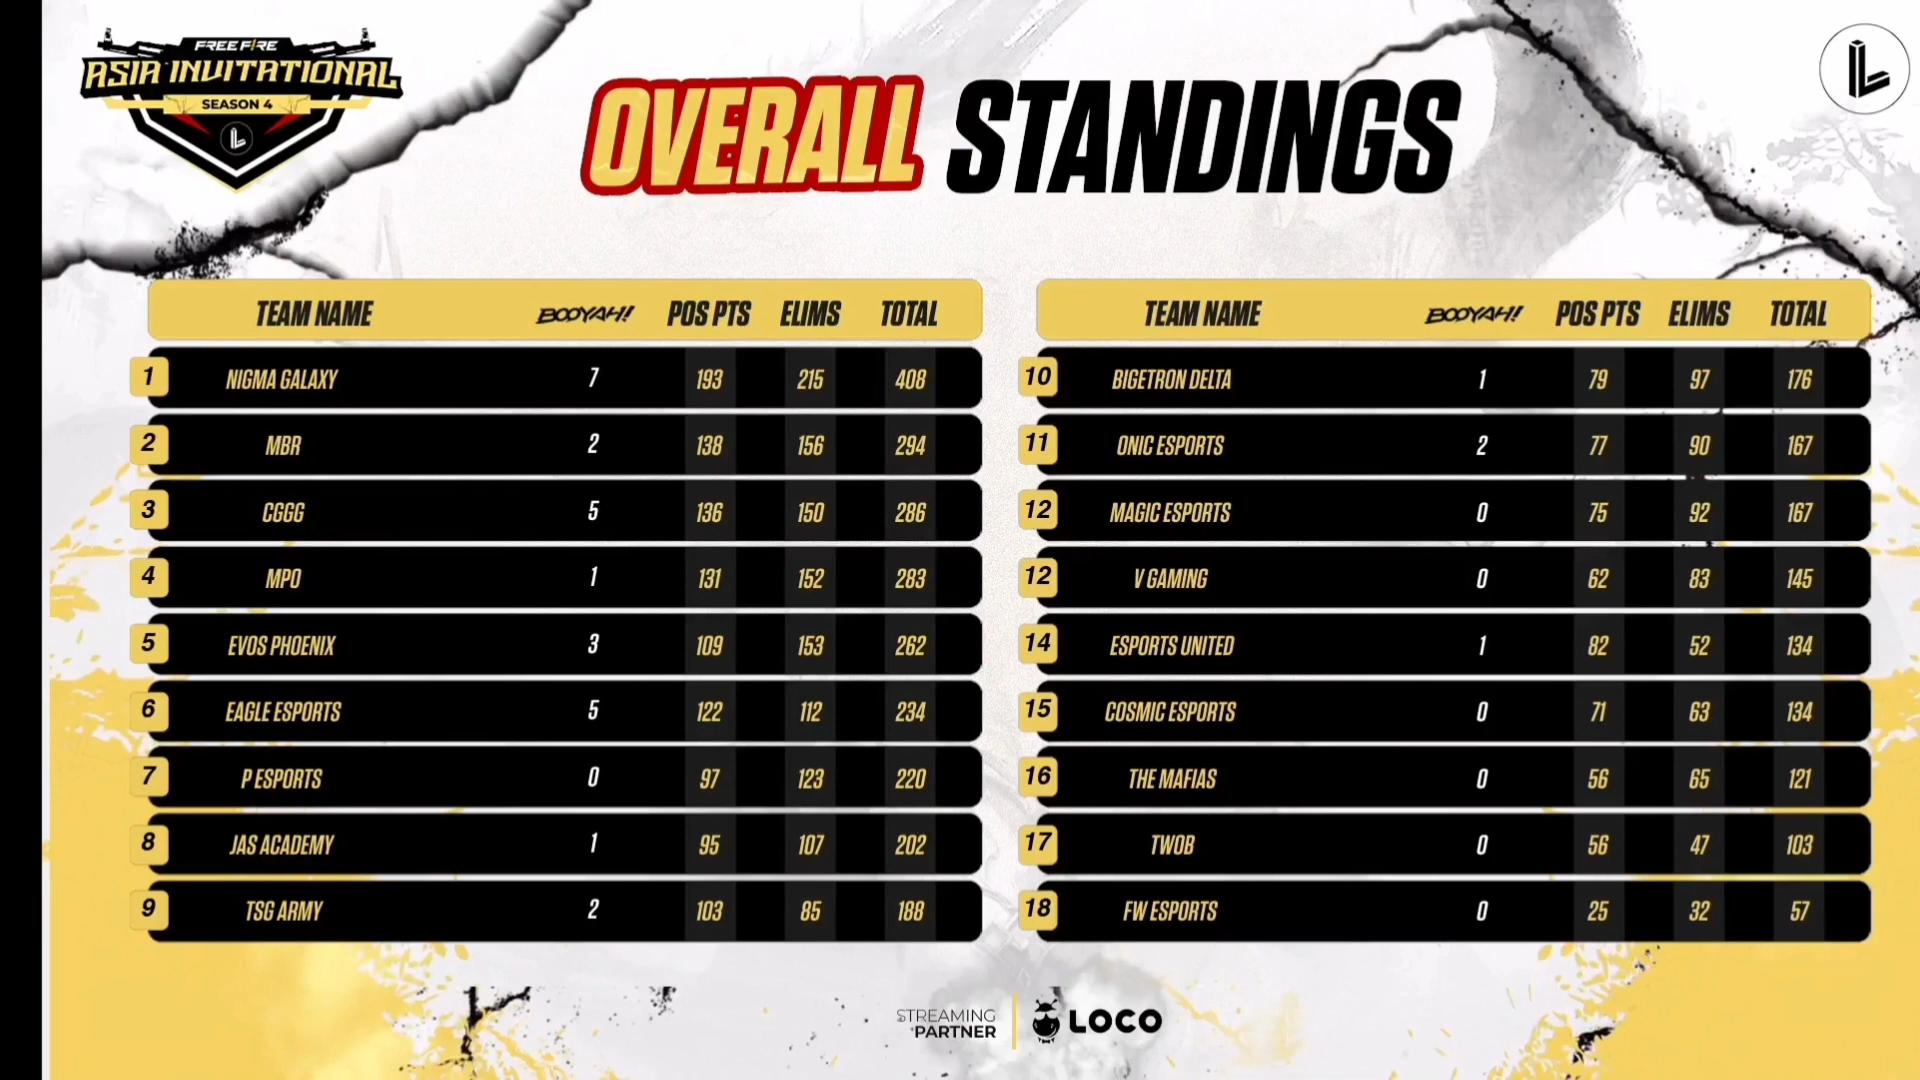 FREE FIRE
ASIA INVITATIONAL
SEASON 4
OVERALL STANDINGS
TEAM NAME BOOYAH! POS PTS ELIMS TOTAL
1 NIGMA GALAXY 7 193 215 408
2 MBR 2 138 156 294
3 CGGG 5 136 150 286
4 MPO 1 131 152 283
5 EVOS PHOENIX 3 109 153 262
6 EAGLE ESPORTS 5 122 112 234
7 P ESPORTS 0 97 123 220
8 JAS ACADEMY 1 95 107 202
9 TSG ARMY 2 103 85 188
TEAM NAME BOOYAH! POS PTS ELIMS TOTAL
10 BIGETRON DELTA 1 79 97 176
11 ONIC ESPORTS 2 77 90 167
12 MAGIC ESPORTS 0 75 92 167
12 V GAMING 0 62 83 145
14 ESPORTS UNITED 1 82 52 134
15 COSMIC ESPORTS 0 71 63 134
16 THE MAFIAS 0 56 65 121
17 TWOB 0 56 47 103
18 FW ESPORTS 0 25 32 57
STREAMING
PARTNER
LOCO